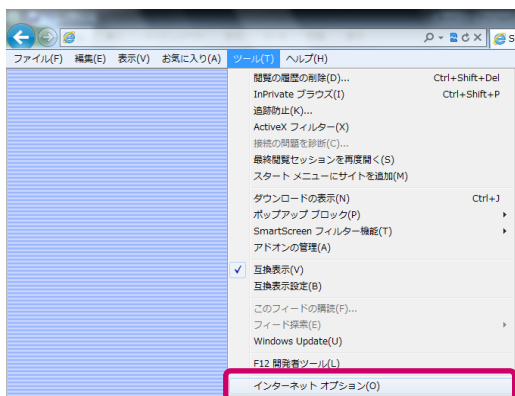 S
ファイル(F) 編集(E) 表示(V) お気に入り(A) ツール(T) ヘルプ(H)
閲覧の履歴の削除(D)... Ctrl+Shift+Del
InPrivate ブラウズ(I) Ctrl+Shift+P
追跡防止(K)...
ActiveX フィルター(X)
接続の問題を診断(C)...
最終閲覧セッションを再度開く(S)
スタート メニューにサイトを追加(M)
ダウンロードの表示(N) Ctrl+J
ポップアップ ブロック(P)
SmartScreen フィルター機能(T)
アドオンの管理(A)
互換表示(V)
互換表示設定(B)
このフィードの購読(F)...
フィード探索(E)
Windows Update(U)
F12 開発者ツール(L)
インターネット オプション(O)